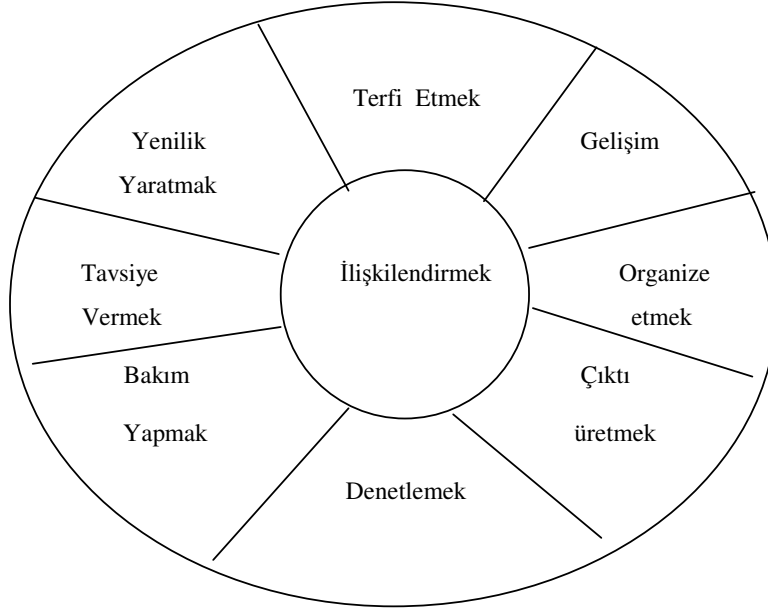 Terfi Etmek
Yenilik
Yaratmak
Gelişim
Tavsiye
Vermek
İlişkilendirmek
Organize
etmek
Bakım
Yapmak
Çıktı
üretmek
Denetlemek